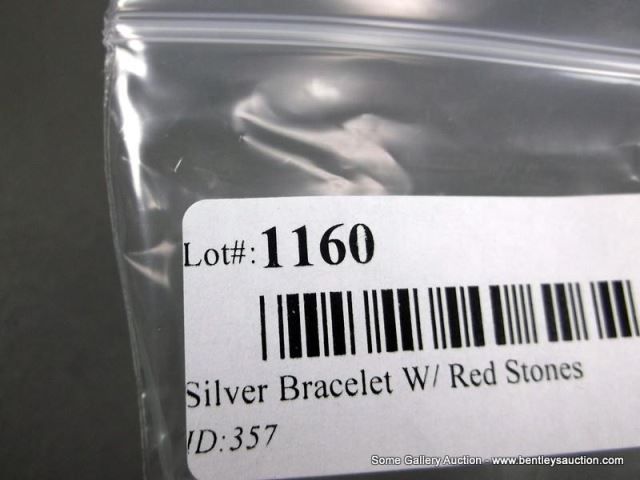 Lot#: 1160
Silver Bracelet W/ Red Stones
ID:357
Some Gallery Auction - www.bentleysauction.com